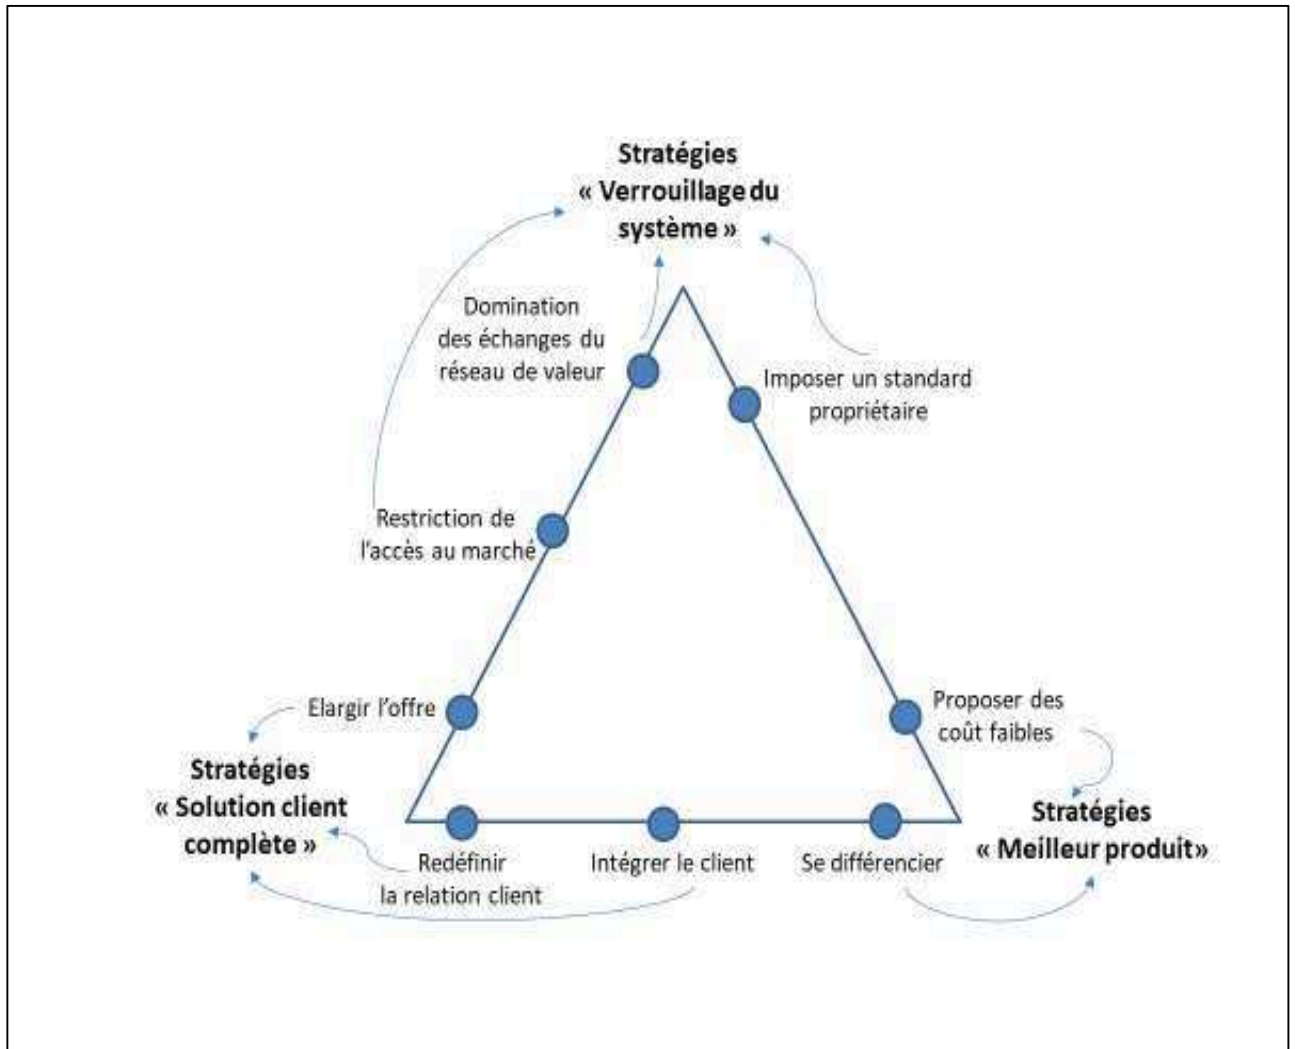 Stratégies
« Verrouillage du
système »
Domination
des échanges du
réseau de valeur
Imposer un standard
propriétaire
Restriction de
l'accès au marché
Elargir l'offre
Proposer des
coût faibles
Stratégies
« Solution client
complète »
Stratégies
« Meilleur produit»
Redéfinir
la relation client
Intégrer le client
Se différencier